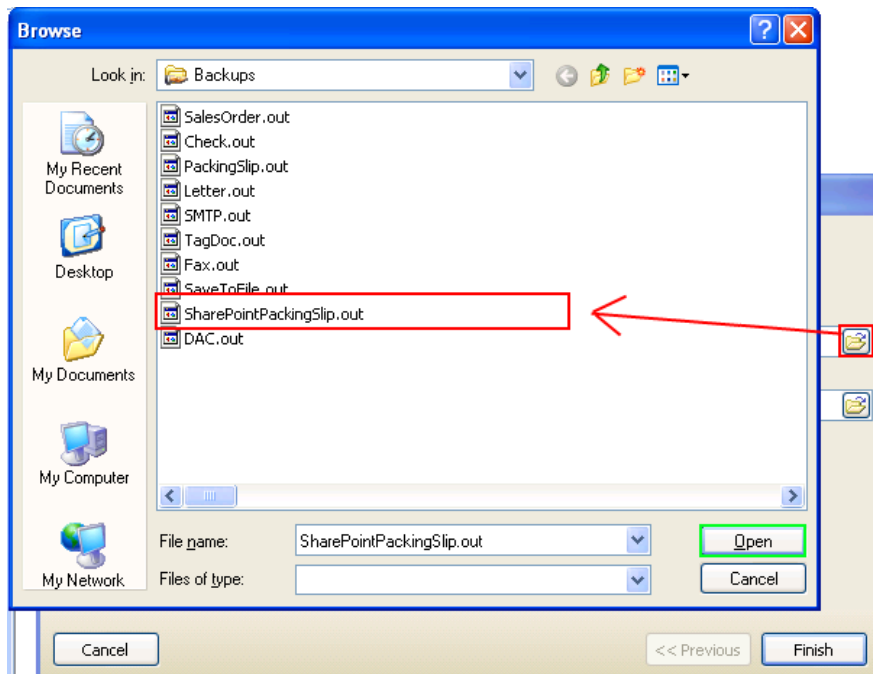 Browse
Look in: Backups
My Recent
Documents
Desktop
My Documents
My Computer
My Network
SalesOrder.out
Check.out
PackingSlip.out
Letter.out
SMTP.out
TagDoc.out
Fax.out
SaveToFile.out
SharePointPackingSlip.out
DAC.out
File name: SharePointPackingSlip.out
Open
Files of type:
Cancel
Cancel
<< Previous
Finish